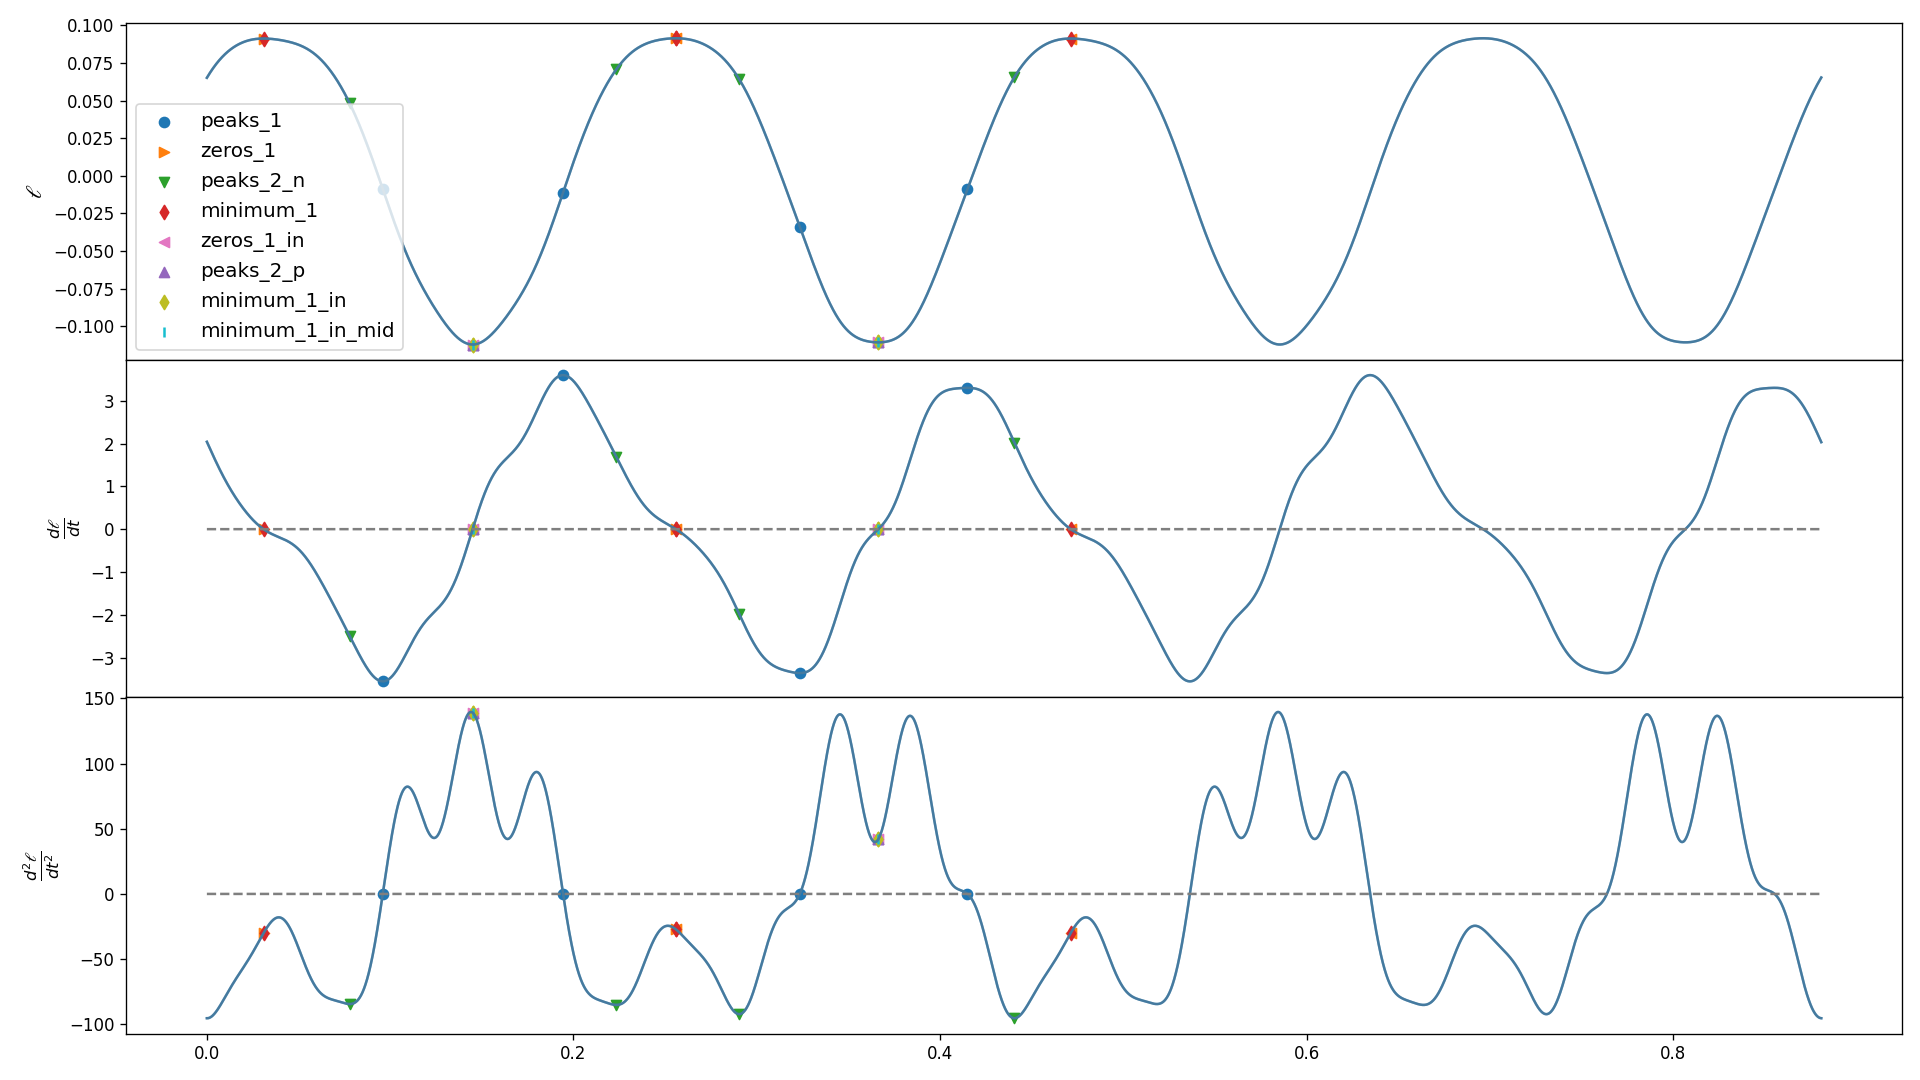 0.100
0.075
0.050
0.025
0.000
−0.025
−0.050
−0.075
−0.100
ℓ
peaks_1
zeros_1
peaks_2_n
minimum_1
zeros_1_in
peaks_2_p
minimum_1_in
minimum_1_in_mid
3
2
1
0
−1
−2
−3
dℓ
dt
150
100
50
0
−50
−100
d²ℓ
dt²
0.0 0.2 0.4 0.6 0.8